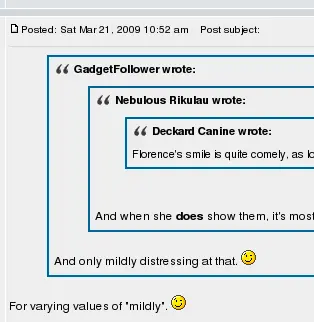 Posted: Sat Mar 21, 2009 10:52 am Post subject:
GadgetFollower wrote:
Nebulous Rikulau wrote:
Deckard Canine wrote:
Florence's smile is quite comely, as lo
And when she does show them, it's most
And only mildly distressing at that.
For varying values of "mildly".